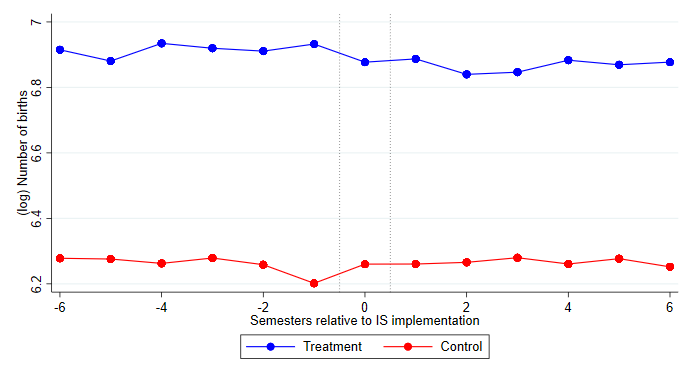 (log) Number of births
7
6.8
6.6
6.4
6.2
-6 -4 -2 0 2 4 6
Semesters relative to IS implementation
Treatment Control